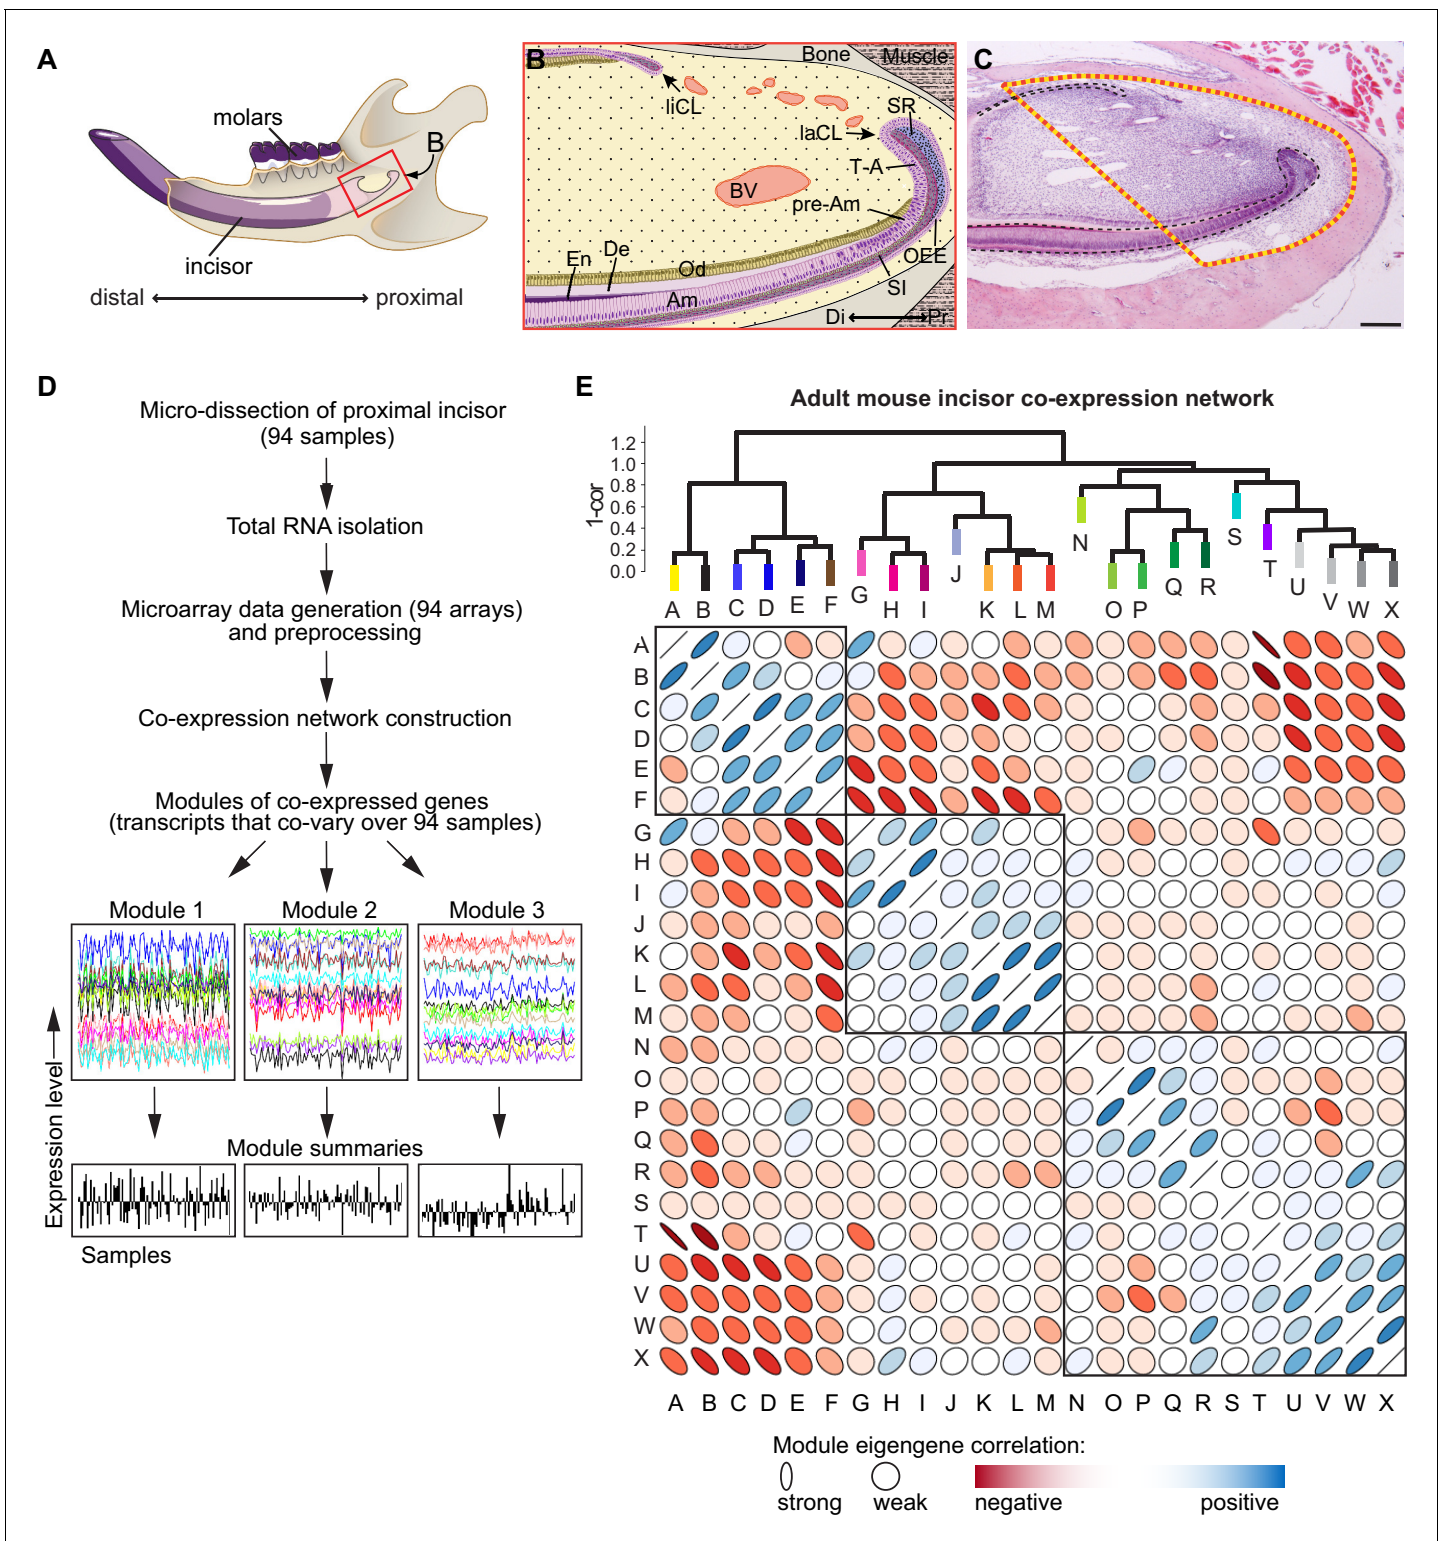 A
molars
B
incisor
distal
proximal
B
Bone
Muscle
liCL
SR
laCL
T-A
BV
pre-Am
De
En
Od
OEE
SI
Am
Di
Pr
C
D
Micro-dissection of proximal incisor
(94 samples)
Total RNA isolation
Microarray data generation (94 arrays)
and preprocessing
Co-expression network construction
Modules of co-expressed genes
(transcripts that co-vary over 94 samples)
Module 1
Module 2
Module 3
Expression level
Module summaries
Samples
E
Adult mouse incisor co-expression network
1-cor
1.2
1.0
0.8
0.6
0.4
0.2
0.0
A B C D E F G H I J K L M N O P Q R S T U V W X
A
B
C
D
E
F
G
H
I
J
K
L
M
N
O
P
Q
R
S
T
U
V
W
X
A B C D E F G H I J K L M N O P Q R S T U V W X
Module eigengene correlation:
strong
weak
negative
positive